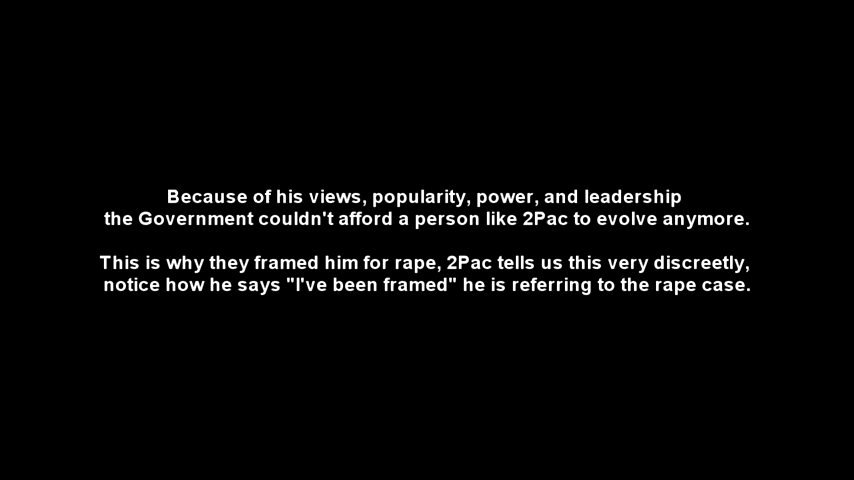 Because of his views, popularity, power, and leadership
the Government couldn't afford a person like 2Pac to evolve anymore.
This is why they framed him for rape, 2Pac tells us this very discreetly,
notice how he says "I've been framed" he is referring to the rape case.